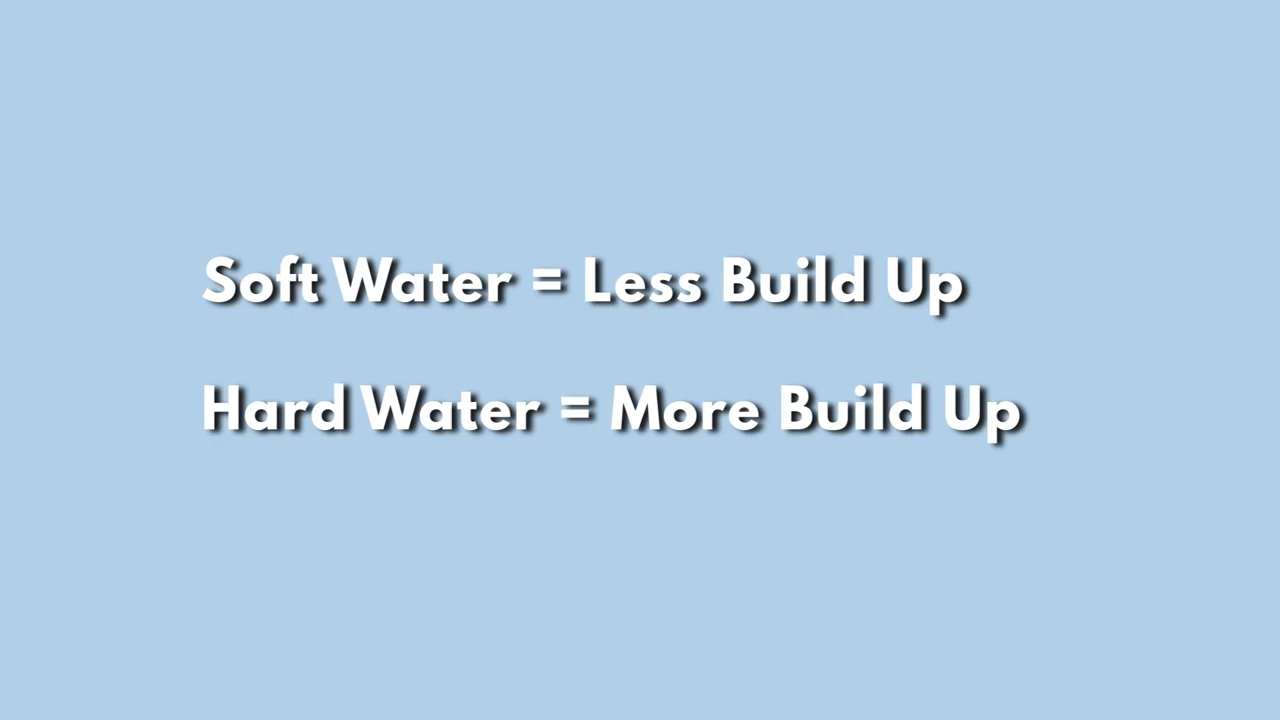 Soft Water = Less Build Up
Hard Water = More Build Up